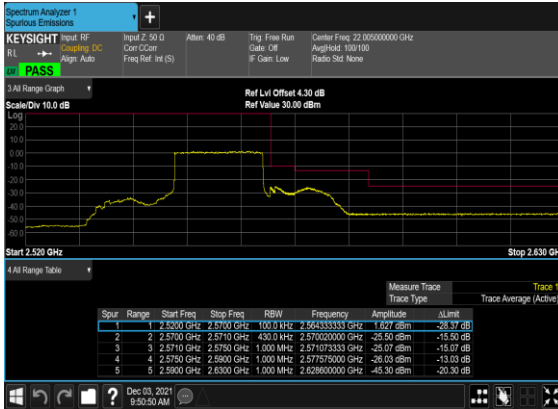 Spectrum Analyzer 1
Spurious Emissions
KEYSIGHT Input: RF Input Z: 50 Ω Atten: 40 dB Trig: Free Run Center Freq: 22.005000000 GHz
RL Coupling: DC Corr CCorr Gate: Off Avg|Hold: 100/100
Align: Auto Freq Ref: Int (S) IF Gain: Low Radio Std: None
PASS
3 All Range Graph
Ref Lvl Offset 4.30 dB
Scale/Div 10.0 dB Ref Value 30.00 dBm
Log
20.0
10.0
0.00
-10.0
-20.0
-30.0
-40.0
-50.0
-60.0
Start 2.520 GHz Stop 2.630 GH
4 All Range Table
Measure Trace Trace 1
Trace Type Trace Average (Active)
Spur Range Start Freq Stop Freq RBW Frequency Amplitude ΔLimit
1 1 2.5200 GHz 2.5700 GHz 100.0 kHz 2.564333333 GHz 1.627 dBm -28.37 dB
2 2 2.5700 GHz 2.5710 GHz 430.0 kHz 2.570020000 GHz -25.50 dBm -15.50 dB
3 3 2.5710 GHz 2.5750 GHz 1.000 MHz 2.571073333 GHz -25.07 dBm -15.07 dB
4 4 2.5750 GHz 2.5900 GHz 1.000 MHz 2.577575000 GHz -26.03 dBm -13.03 dB
5 5 2.5900 GHz 2.6300 GHz 1.000 MHz 2.628600000 GHz -45.30 dBm -20.30 dB
Dec 03, 2021
9:50:50 AM